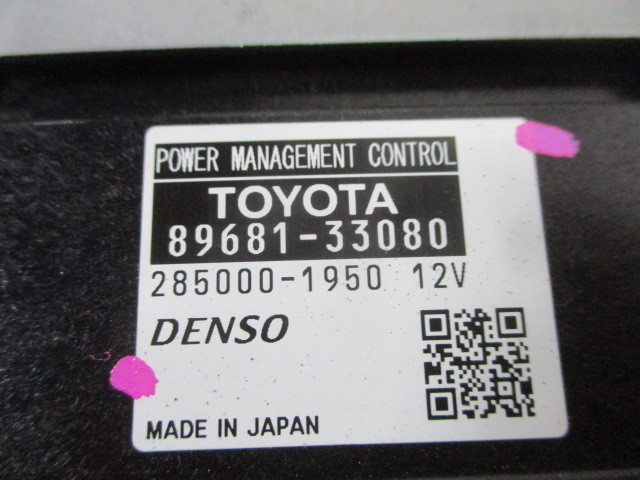 POWER MANAGEMENT CONTROL
TOYOTA
89681-33080
285000-1950 12V
DENSO
MADE IN JAPAN